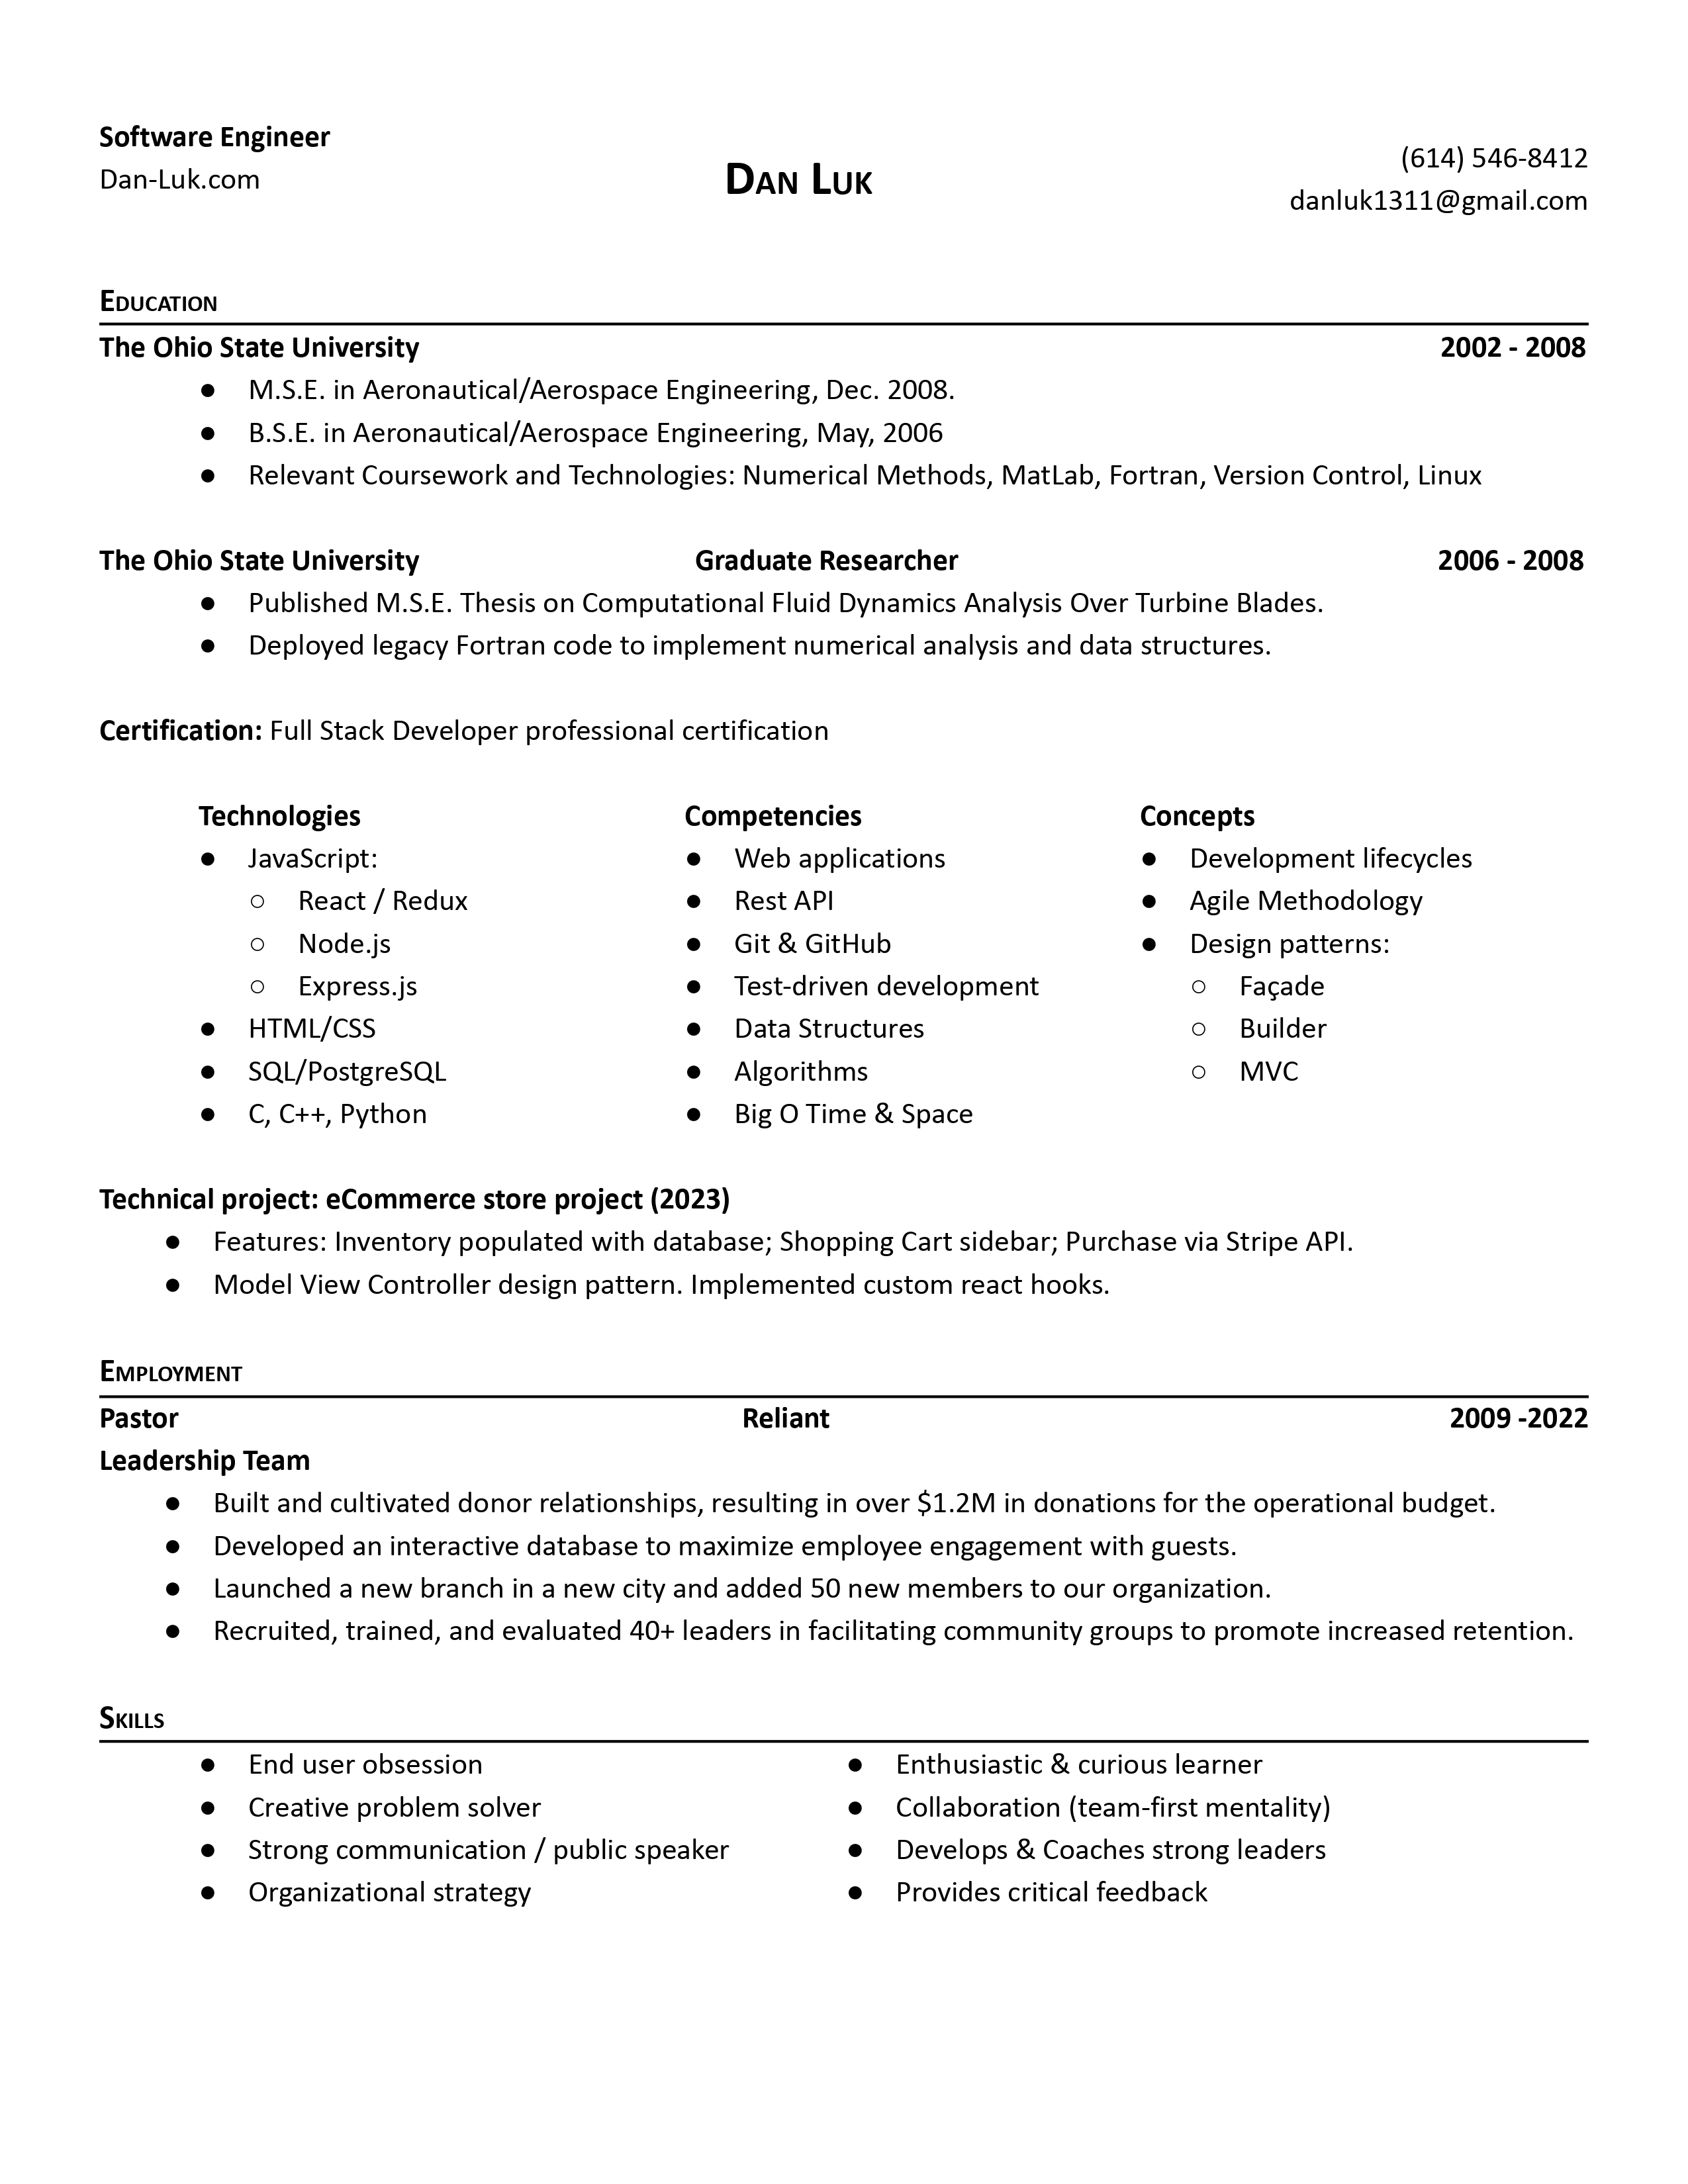 Software Engineer
Dan-Luk.com
DAN LUK
(614) 546-8412
danluk1311@gmail.com
EDUCATION
The Ohio State University 2002 - 2008
● M.S.E. in Aeronautical/Aerospace Engineering, Dec. 2008.
● B.S.E. in Aeronautical/Aerospace Engineering, May, 2006
● Relevant Coursework and Technologies: Numerical Methods, MatLab, Fortran, Version Control, Linux
The Ohio State University Graduate Researcher 2006 - 2008
● Published M.S.E. Thesis on Computational Fluid Dynamics Analysis Over Turbine Blades.
● Deployed legacy Fortran code to implement numerical analysis and data structures.
Certification: Full Stack Developer professional certification
Technologies
● JavaScript:
○ React / Redux
○ Node.js
○ Express.js
● HTML/CSS
● SQL/PostgreSQL
● C, C++, Python
Competencies
● Web applications
● Rest API
● Git & GitHub
● Test-driven development
● Data Structures
● Algorithms
● Big O Time & Space
Concepts
● Development lifecycles
● Agile Methodology
● Design patterns:
○ Façade
○ Builder
○ MVC
Technical project: eCommerce store project (2023)
● Features: Inventory populated with database; Shopping Cart sidebar; Purchase via Stripe API.
● Model View Controller design pattern. Implemented custom react hooks.
EMPLOYMENT
Pastor Reliant 2009 -2022
Leadership Team
● Built and cultivated donor relationships, resulting in over $1.2M in donations for the operational budget.
● Developed an interactive database to maximize employee engagement with guests.
● Launched a new branch in a new city and added 50 new members to our organization.
● Recruited, trained, and evaluated 40+ leaders in facilitating community groups to promote increased retention.
SKILLS
● End user obsession
● Creative problem solver
● Strong communication / public speaker
● Organizational strategy
● Enthusiastic & curious learner
● Collaboration (team-first mentality)
● Develops & Coaches strong leaders
● Provides critical feedback